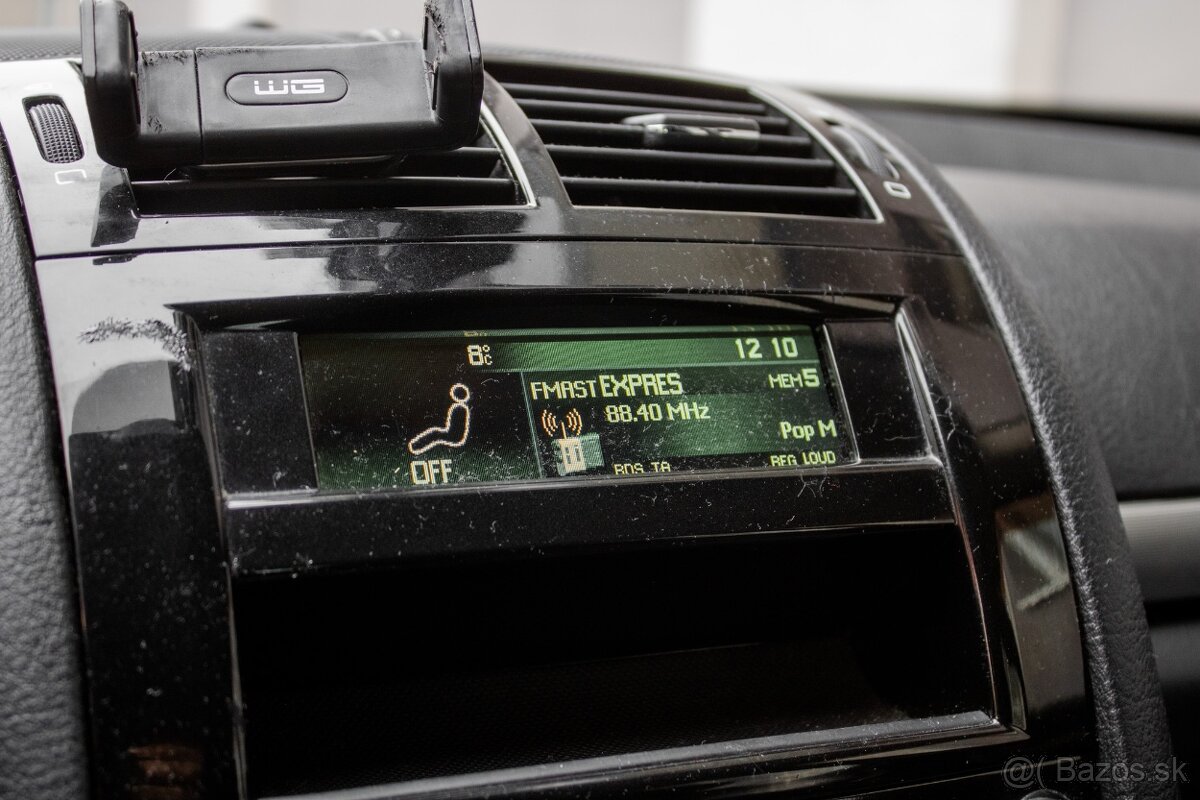 WG
8°C 12 10
FMAST EXPRES MEM 5
88.40 MHz
Pop M
OFF RDS TA REG LOUD
@( Bazos.sk